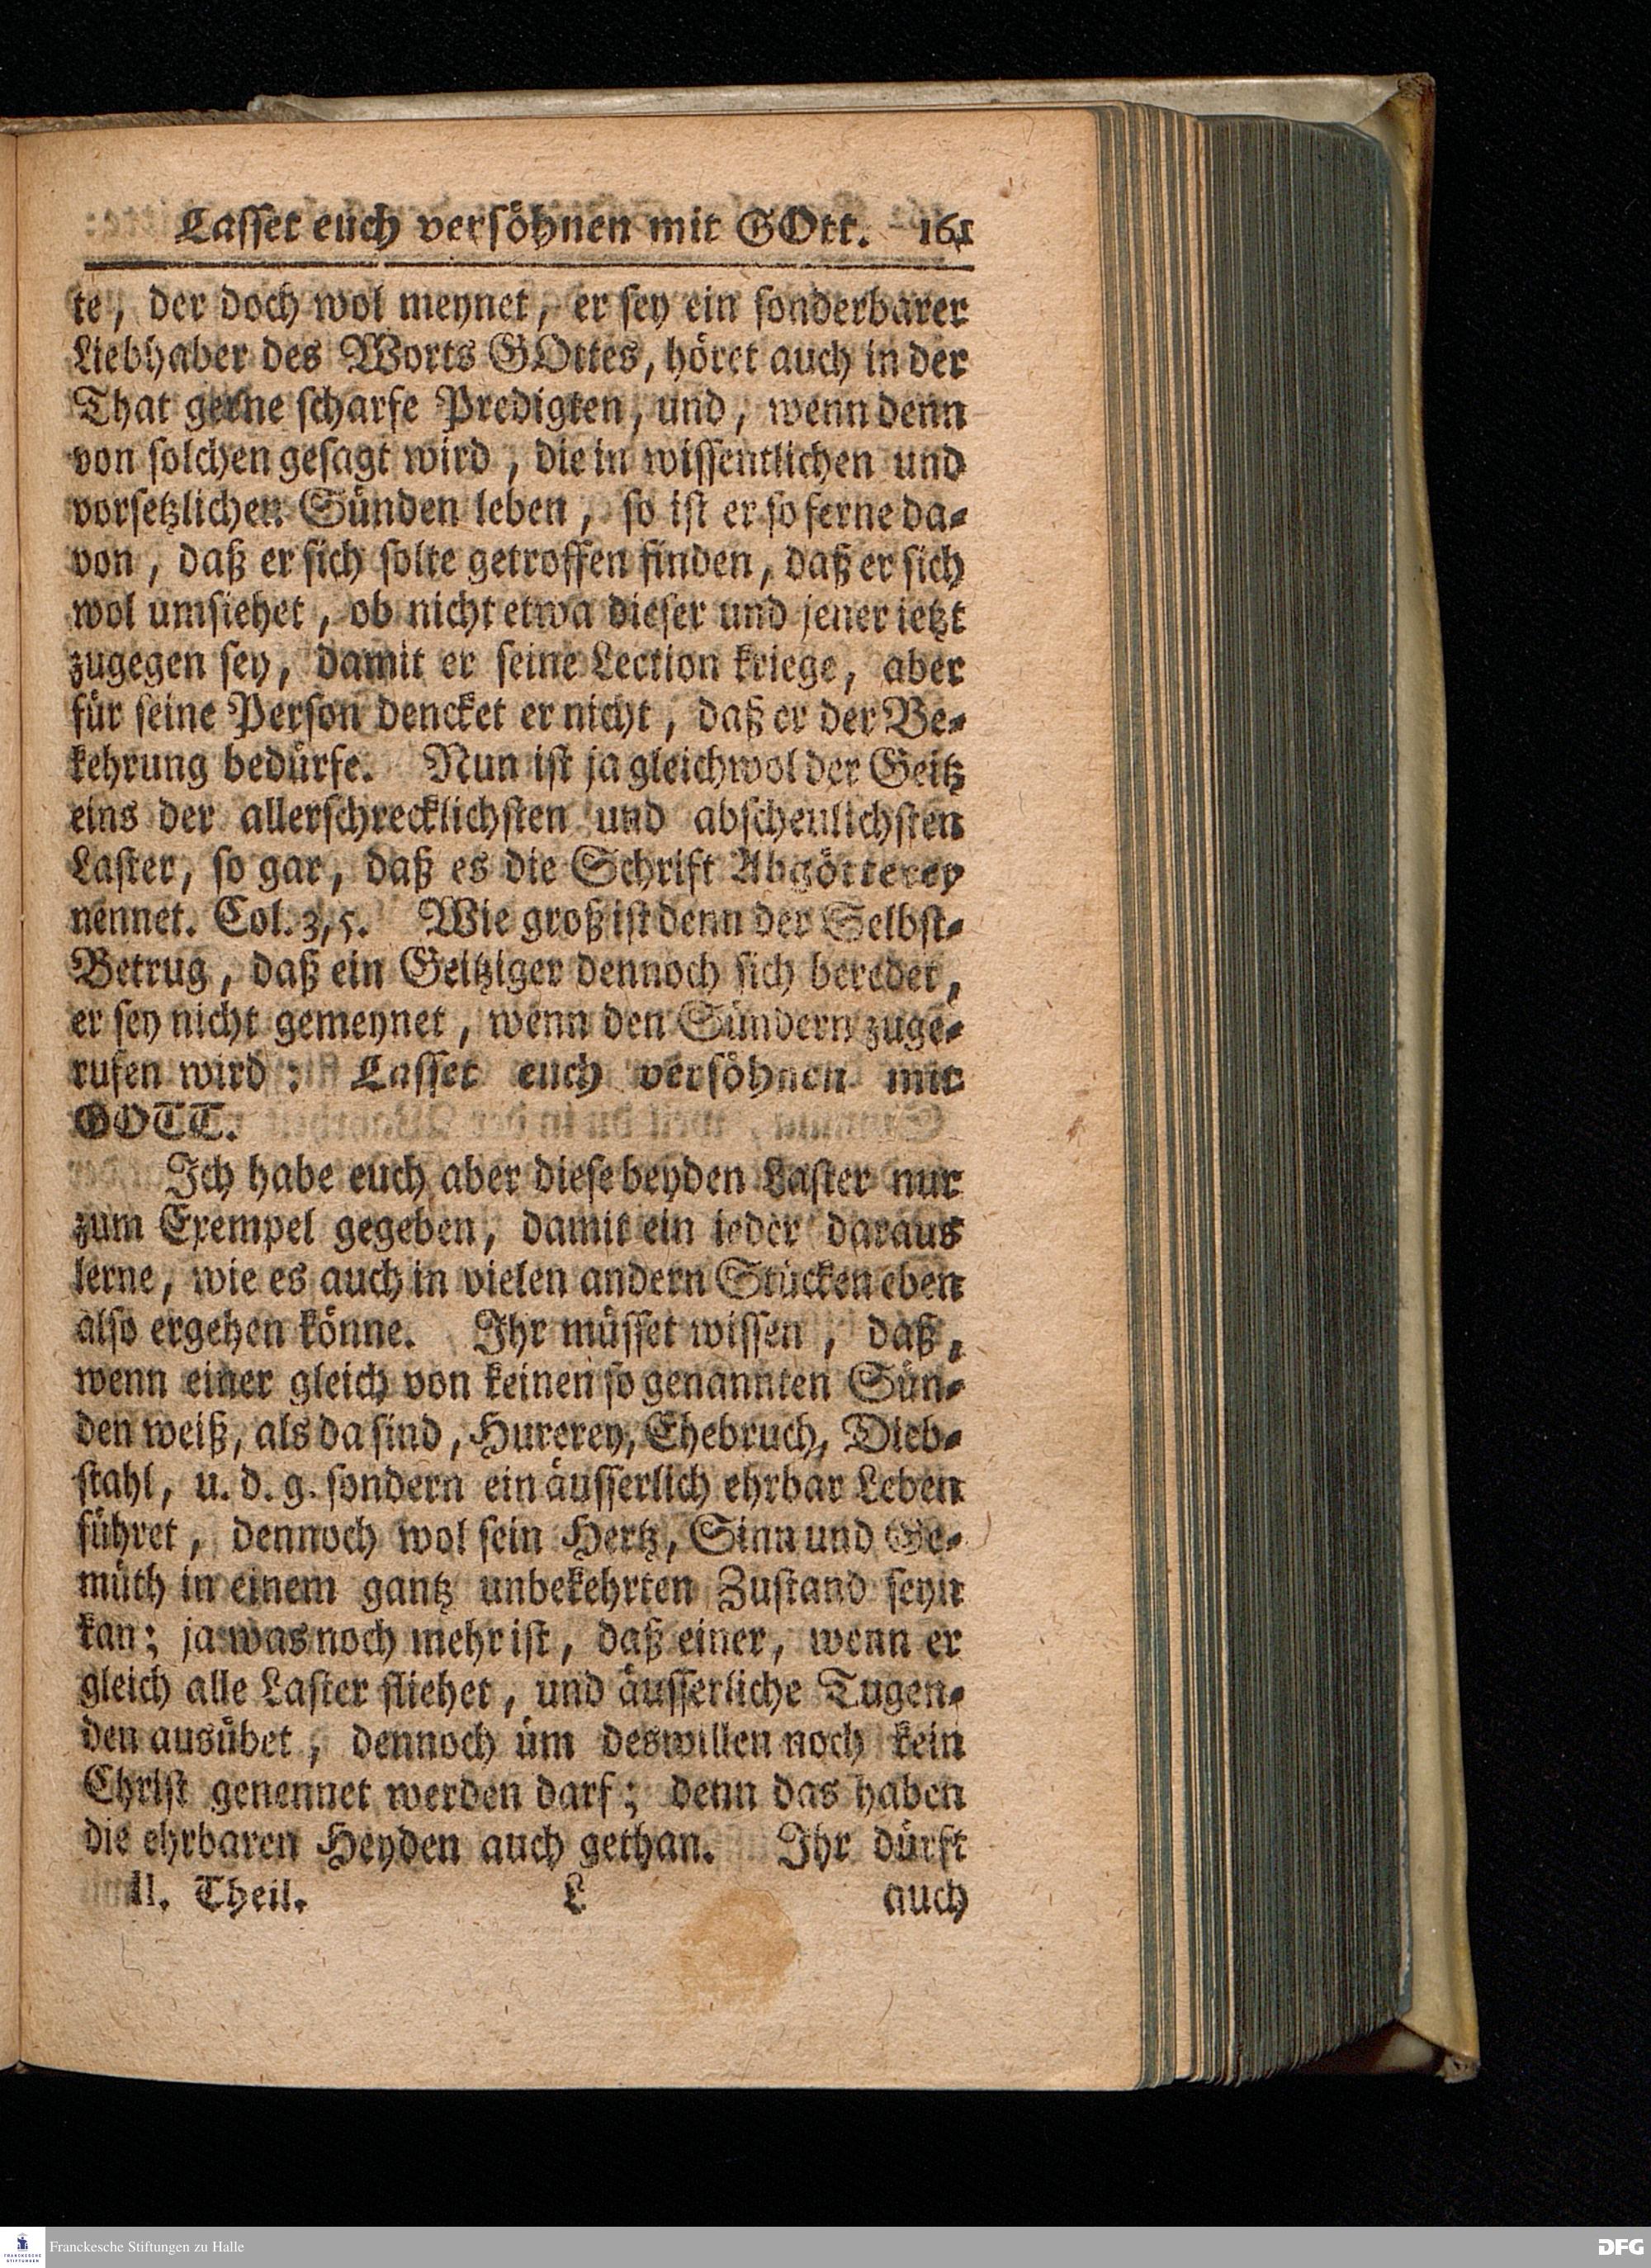 Lasset euch versöhnen mit GOtt. 161
te, der doch wol meynet, er sey ein sonderbarer
Liebhaber des Worts GOttes, höret auch in der
That gerne scharfe Predigten, und, wenn denn
von solchen gesagt wird, die in wissentlichen und
vorsetzlichen Sünden leben, so ist er so ferne da-
von, daß er sich solte getroffen finden, daß er sich
wol umsiehet, ob nicht etwa dieser und jener ietzt
zugegen sey, damit er seine Lection kriege, aber
für seine Person dencket er nicht, daß er der Be-
kehrung bedürfe. Nun ist ja gleichwol der Geitz
eins der allerschrecklichsten und abscheulichsten
Laster, so gar, daß es die Schrift Abgötterey
nennet. Col. 3, 5. Wie groß ist denn der Selbst-
Betrug, daß ein Geitziger dennoch sich beredet,
er sey nicht gemeynet, wenn den Sündern zuge-
rufen wird: Lasset euch versöhnen mit
GOTT.
Ich habe euch aber diese beyden Laster nur
zum Exempel gegeben, damit ein ieder daraus
lerne, wie es auch in vielen andern Stücken eben
also ergehen könne. Ihr müsset wissen, daß,
wenn einer gleich von keinen so genannten Sün-
den weiß, als da sind, Hurerey, Ehebruch, Dieb-
stahl, u. d. g. sondern ein äusserlich ehrbar Leben
führet, dennoch wol sein Hertz, Sinn und Ge-
müth in einem gantz unbekehrten Zustand seyn
kan; ja was noch mehr ist, daß einer, wenn er
gleich alle Laster fliehet, und äusserliche Tugen-
den ausübet, dennoch um deswillen noch kein
Christ genennet werden darf; denn das haben
die ehrbaren Heyden auch gethan. Ihr dürft
II. Theil. L auch
FRANCKESCHE STIFTUNGEN
Franckesche Stiftungen zu Halle
DFG